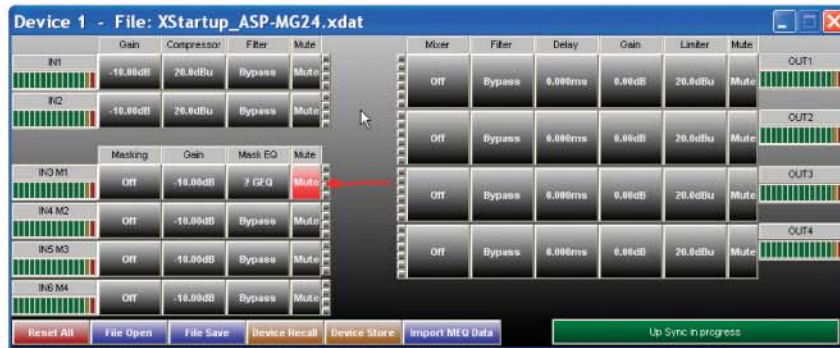 Device 1 - File: XStartup_ASP-MG24.xdat
Gain Compressor Filter Mute
IN1
-10.00dB 20.0dBu Bypass Mute
IN2
-10.00dB 20.0dBu Bypass Mute
Masking Gain Mask EQ Mute
IN3 M1
Off -10.00dB 2 GEQ Mute
IN4 M2
Off -10.00dB Bypass Mute
IN5 M3
Off -10.00dB Bypass Mute
IN6 M4
Off -10.00dB Bypass Mute
Mixer Filter Delay Gain Limiter Mute
OUT1
Off Bypass 0.000ms 0.00dB 20.0dBu Mute
OUT2
Off Bypass 0.000ms 0.00dB 20.0dBu Mute
OUT3
Off Bypass 0.000ms 0.00dB 20.0dBu Mute
OUT4
Off Bypass 0.000ms 0.00dB 20.0dBu Mute
Reset All File Open File Save Device Recall Device Store Import MEQ Data Up Sync in progress